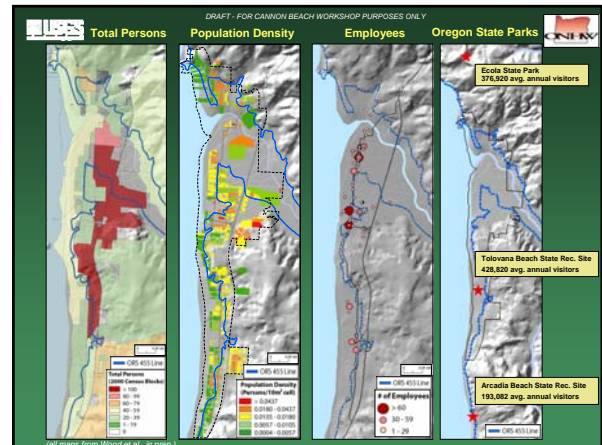 DRAFT - FOR CANNON BEACH WORKSHOP PURPOSES ONLY
USGS
Total Persons
Population Density
Employees
Oregon State Parks
ONHW
Ecola State Park
376,920 avg. annual visitors
Tolovana Beach State Rec. Site
428,820 avg. annual visitors
Arcadia Beach State Rec. Site
193,082 avg. annual visitors
ORS 455 Line
Total Persons
(2000 Census Blocks)
> 100
80 - 99
60 - 79
40 - 59
20 - 39
1 - 19
0
ORS 455 Line
Population Density
(Persons/10m² cell)
> 0.0437
0.0180 - 0.0437
0.0105 - 0.0180
0.0057 - 0.0105
0.0004 - 0.0057
ORS 455 Line
# of Employees
> 60
30 - 59
1 - 29
ORS 455 Line
(all maps from Wood et al., in prep.)